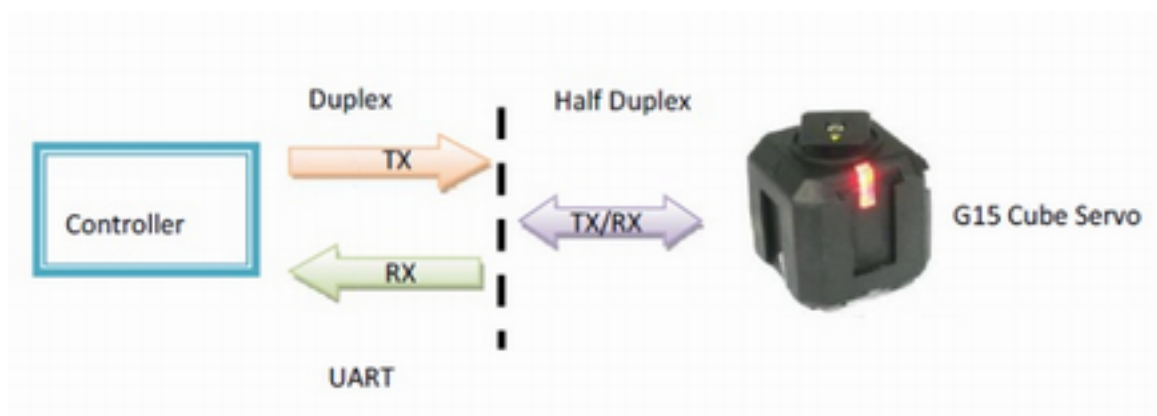 Duplex
Half Duplex
TX
Controller
TX/RX
G15 Cube Servo
RX
UART